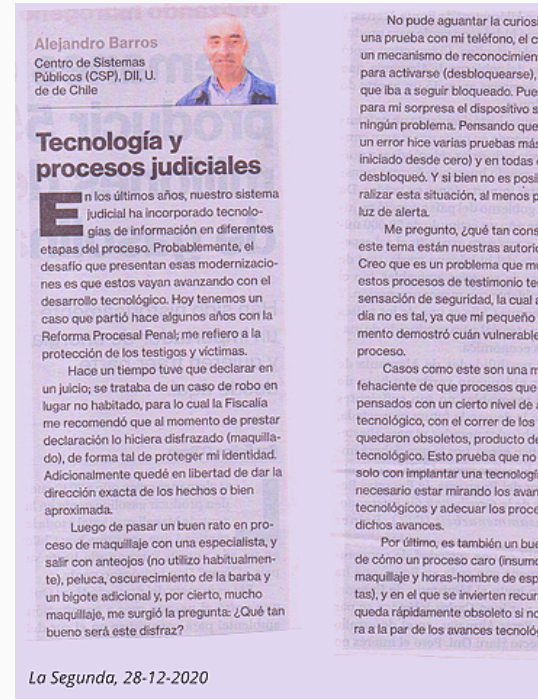 Alejandro Barros
Centro de Sistemas
Públicos (CSP), DII, U.
de de Chile
Tecnología y
procesos judiciales
En los últimos años, nuestro sistema
judicial ha incorporado tecnolo-
gías de información en diferentes
etapas del proceso. Probablemente, el
desafío que presentan esas modernizacio-
nes es que estos vayan avanzando con el
desarrollo tecnológico. Hoy tenemos un
caso que partió hace algunos años con la
Reforma Procesal Penal; me refiero a la
protección de los testigos y víctimas.
Hace un tiempo tuve que declarar en
un juicio; se trataba de un caso de robo en
lugar no habitado, para lo cual la Fiscalía
me recomendó que al momento de prestar
declaración lo hiciera disfrazado (maquilla-
do), de forma tal de proteger mi identidad.
Adicionalmente quedé en libertad de dar la
dirección exacta de los hechos o bien
aproximada.
Luego de pasar un buen rato en pro-
ceso de maquillaje con una especialista, y
salir con anteojos (no utilizo habitualmen-
te), peluca, oscurecimiento de la barba y
un bigote adicional y, por cierto, mucho
maquillaje, me surgió la pregunta: ¿Qué tan
bueno será este disfraz?
No pude aguantar la curiosi
una prueba con mi teléfono, el c
un mecanismo de reconocimien
para activarse (desbloquearse),
que iba a seguir bloqueado. Pue
para mi sorpresa el dispositivo s
ningún problema. Pensando que
un error hice varias pruebas más
iniciado desde cero) y en todas
desbloqueó. Y si bien no es posi
ralizar esta situación, al menos p
luz de alerta.
Me pregunto, ¿qué tan cons
este tema están nuestras autori
Creo que es un problema que m
estos procesos de testimonio te
sensación de seguridad, la cual a
día no es tal, ya que mi pequeño
mento demostró cuán vulnerable
proceso.
Casos como este son una m
fehaciente de que procesos que
pensados con un cierto nivel de a
tecnológico, con el correr de los
quedaron obsoletos, producto de
tecnológico. Esto prueba que no
solo con implantar una tecnología
necesario estar mirando los avan
tecnológicos y adecuar los proce
dichos avances.
Por último, es también un bue
de cómo un proceso caro (insumo
maquillaje y horas-hombre de esp
tas), y en el que se invierten recur
queda rápidamente obsoleto si no
ra a la par de los avances tecnológ
La Segunda, 28-12-2020